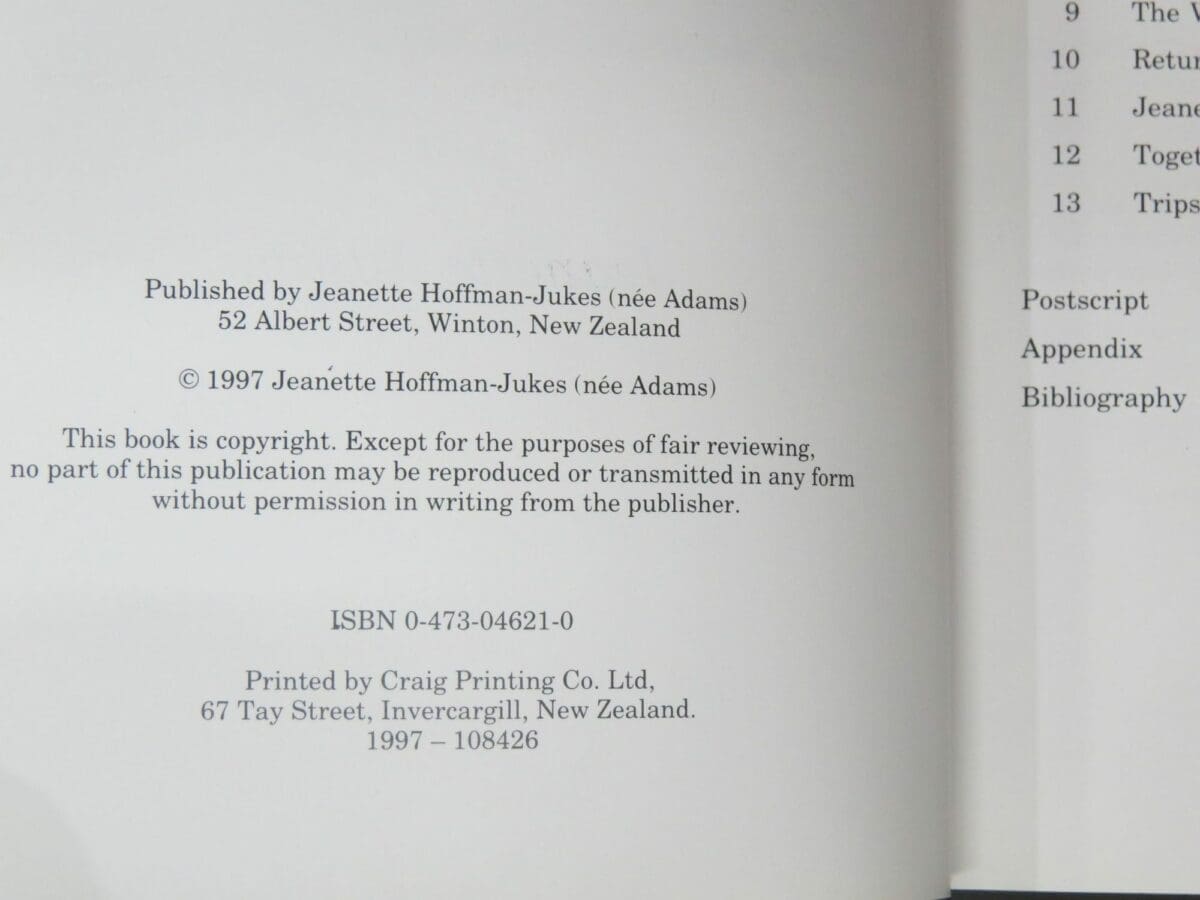 Published by Jeanette Hoffman-Jukes (née Adams)
52 Albert Street, Winton, New Zealand
© 1997 Jeanette Hoffman-Jukes (née Adams)
This book is copyright. Except for the purposes of fair reviewing,
no part of this publication may be reproduced or transmitted in any form
without permission in writing from the publisher.
ISBN 0-473-04621-0
Printed by Craig Printing Co. Ltd,
67 Tay Street, Invercargill, New Zealand.
1997 – 108426
9 The
10
11
12
13 Trips
Postscript
Appendix
Bibliography